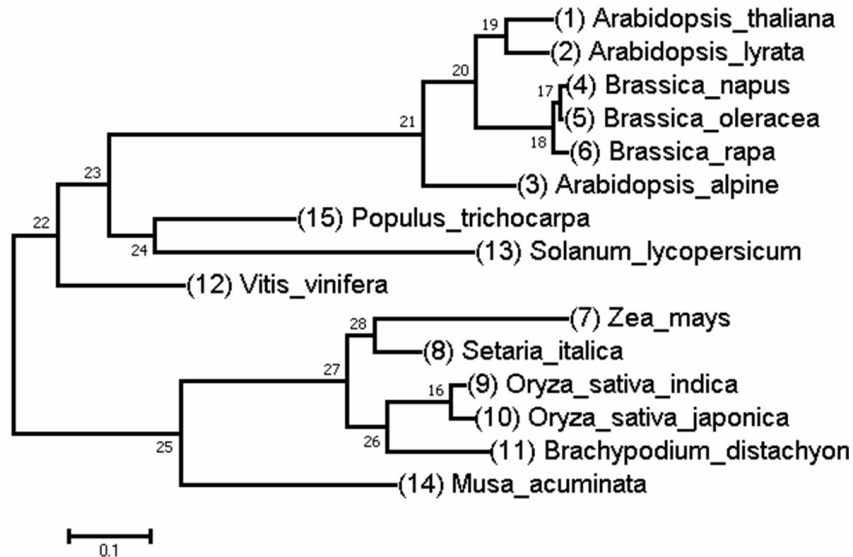 (1) Arabidopsis_thaliana
19
(2) Arabidopsis_lyrata
20
(4) Brassica_napus
17
(5) Brassica_oleracea
21
18
(6) Brassica_rapa
23
(3) Arabidopsis_alpine
22
(15) Populus_trichocarpa
24
(13) Solanum_lycopersicum
(12) Vitis_vinifera
(7) Zea_mays
28
(8) Setaria_italica
27
(9) Oryza_sativa_indica
16
(10) Oryza_sativa_japonica
26
25
(11) Brachypodium_distachyon
(14) Musa_acuminata
0.1